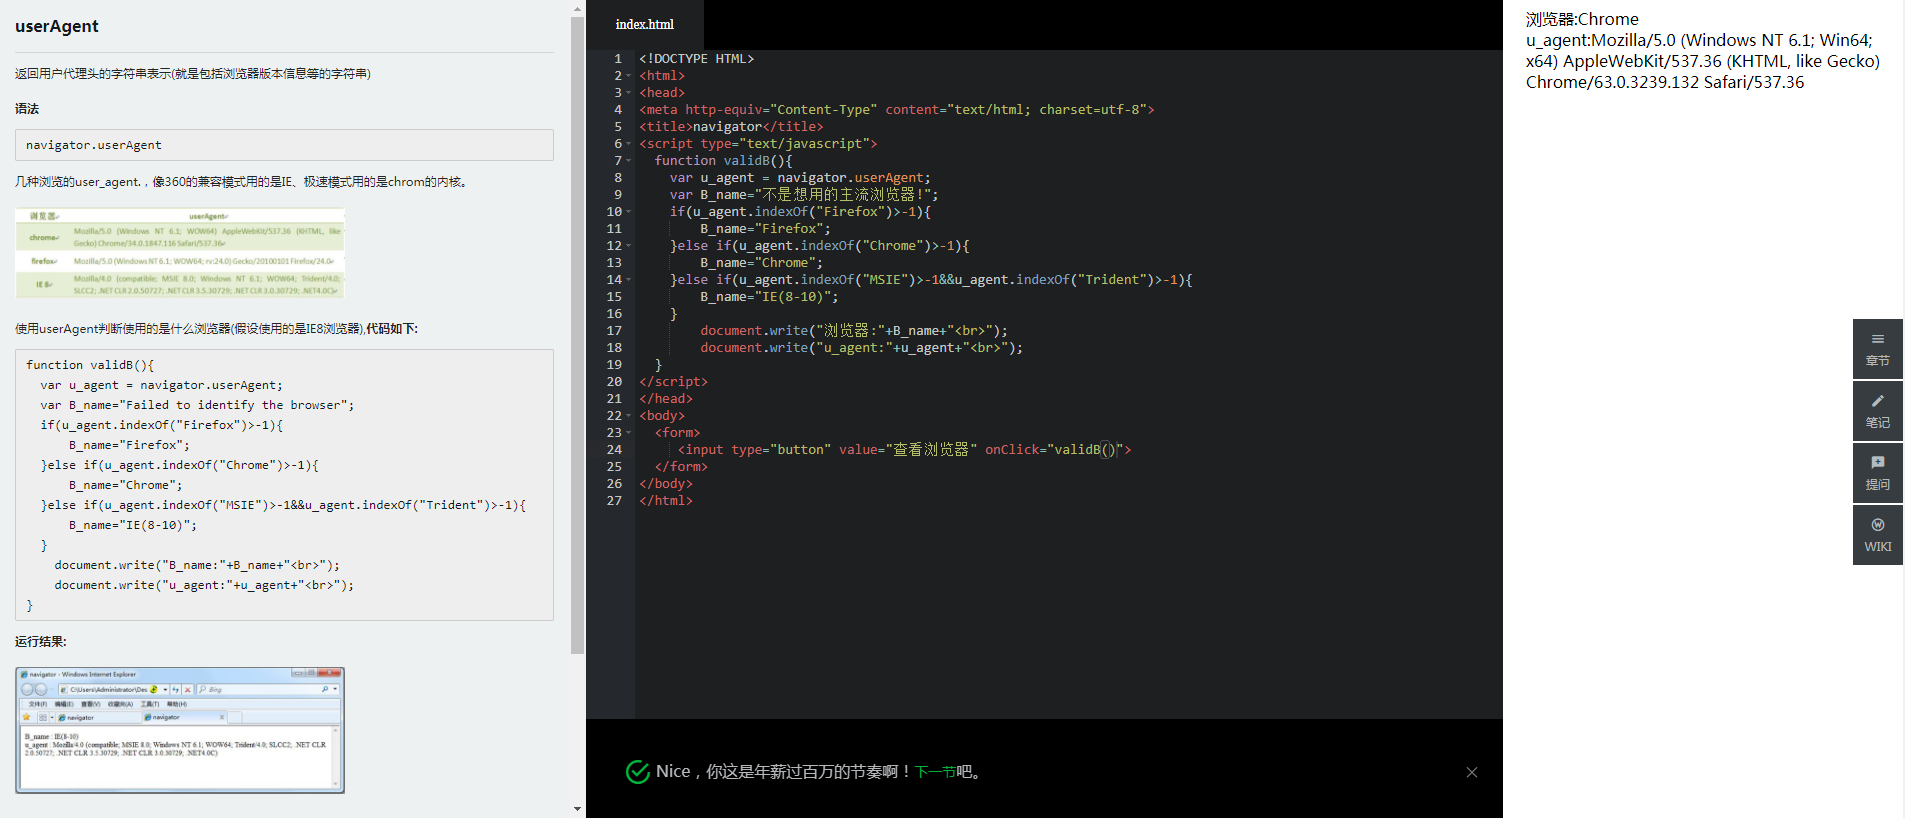 userAgent
返回用户代理头的字符串表示(就是包括浏览器版本信息等的字符串)
语法
navigator.userAgent
几种浏览的user_agent.，像360的兼容模式用的是IE、极速模式用的是chrom的内核。
浏览器 userAgent
chrome Mozilla/5.0 (Windows NT 6.1; WOW64) AppleWebKit/537.36 (KHTML, like
Gecko) Chrome/34.0.1847.116 Safari/537.36
firefox Mozilla/5.0 (Windows NT 6.1; WOW64; rv:24.0) Gecko/20100101 Firefox/24.0
IE 8 Mozilla/4.0 (compatible; MSIE 8.0; Windows NT 6.1; WOW64; Trident/4.0;
SLCC2; .NET CLR 2.0.50727; .NET CLR 3.5.30729; .NET CLR 3.0.30729; .NET4.0C)
使用userAgent判断使用的是什么浏览器(假设使用的是IE8浏览器),代码如下:
function validB(){
var u_agent = navigator.userAgent;
var B_name="Failed to identify the browser";
if(u_agent.indexOf("Firefox")>-1){
B_name="Firefox";
}else if(u_agent.indexOf("Chrome")>-1){
B_name="Chrome";
}else if(u_agent.indexOf("MSIE")>-1&&u_agent.indexOf("Trident")>-1){
B_name="IE(8-10)";
}
document.write("B_name:"+B_name+"<br>");
document.write("u_agent:"+u_agent+"<br>");
}
运行结果:
navigator - Windows Internet Explorer
C:\Users\Administrator\Des Bing
文件(F) 编辑(E) 查看(V) 收藏夹(A) 工具(T) 帮助(H)
navigator navigator
B_name : IE(8-10)
u_agent : Mozilla/4.0 (compatible; MSIE 8.0; Windows NT 6.1; WOW64; Trident/4.0; SLCC2; .NET CLR
2.0.50727; .NET CLR 3.5.30729; .NET CLR 3.0.30729; .NET4.0C)
index.html
1 <!DOCTYPE HTML>
2 <html>
3 <head>
4 <meta http-equiv="Content-Type" content="text/html; charset=utf-8">
5 <title>navigator</title>
6 <script type="text/javascript">
7 function validB(){
8 var u_agent = navigator.userAgent;
9 var B_name="不是想用的主流浏览器!";
10 if(u_agent.indexOf("Firefox")>-1){
11 B_name="Firefox";
12 }else if(u_agent.indexOf("Chrome")>-1){
13 B_name="Chrome";
14 }else if(u_agent.indexOf("MSIE")>-1&&u_agent.indexOf("Trident")>-1){
15 B_name="IE(8-10)";
16 }
17 document.write("浏览器:"+B_name+"<br>");
18 document.write("u_agent:"+u_agent+"<br>");
19 }
20 </script>
21 </head>
22 <body>
23 <form>
24 <input type="button" value="查看浏览器" onClick="validB()">
25 </form>
26 </body>
27 </html>
Nice，你这是年薪过百万的节奏啊！下一节吧。
浏览器:Chrome
u_agent:Mozilla/5.0 (Windows NT 6.1; Win64;
x64) AppleWebKit/537.36 (KHTML, like Gecko)
Chrome/63.0.3239.132 Safari/537.36
章节
笔记
提问
WIKI